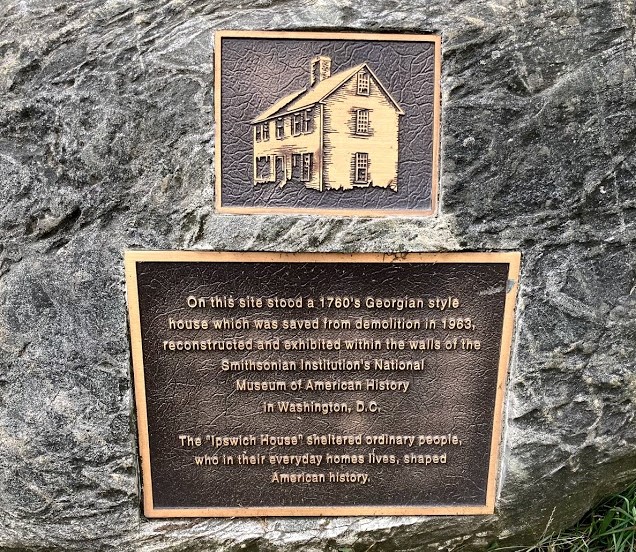 On this site stood a 1760's Georgian style
house which was saved from demolition in 1963,
reconstructed and exhibited within the walls of the
Smithsonian Institution's National
Museum of American History
in Washington, D.C.
The "Ipswich House" sheltered ordinary people,
who in their everyday homes lives, shaped
American history.